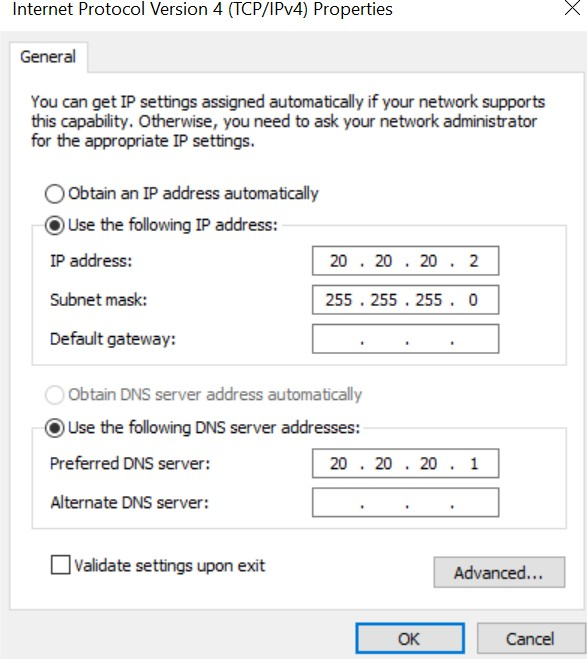 Internet Protocol Version 4 (TCP/IPv4) Properties
General
You can get IP settings assigned automatically if your network supports
this capability. Otherwise, you need to ask your network administrator
for the appropriate IP settings.
Obtain an IP address automatically
Use the following IP address:
IP address: 20 . 20 . 20 . 2
Subnet mask: 255 . 255 . 255 . 0
Default gateway: . . .
Obtain DNS server address automatically
Use the following DNS server addresses:
Preferred DNS server: 20 . 20 . 20 . 1
Alternate DNS server: . . .
Validate settings upon exit
Advanced...
OK Cancel